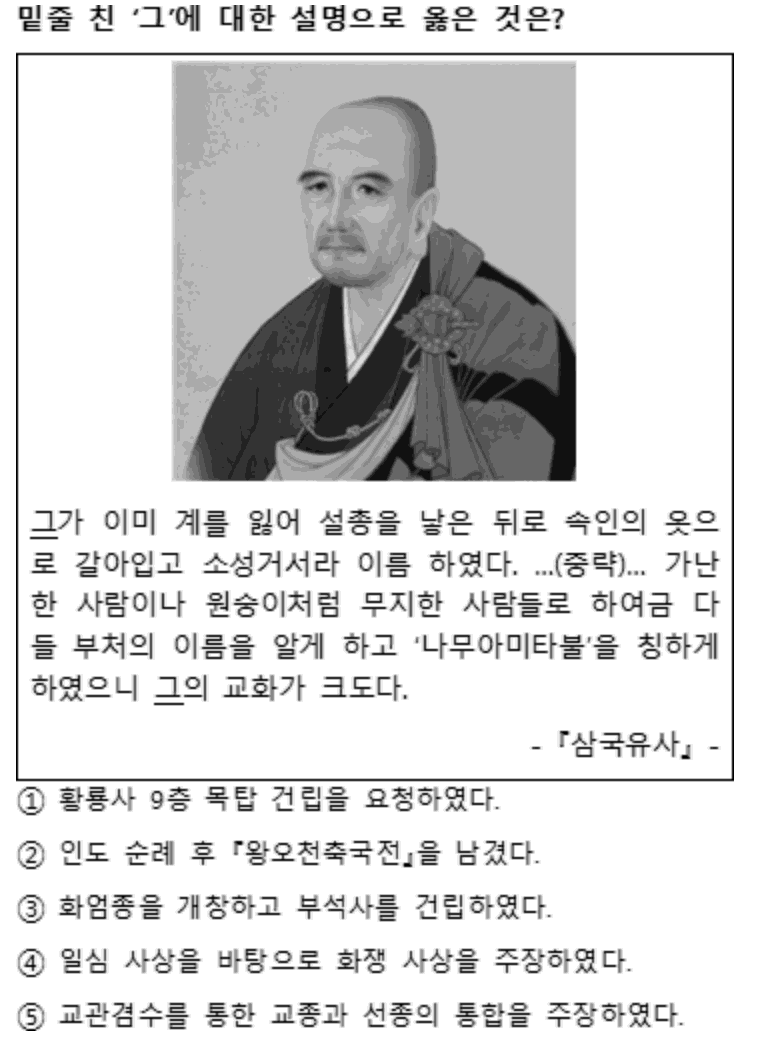 밑줄 친 ‘그’에 대한 설명으로 옳은 것은?
그가 이미 계를 잃어 설총을 낳은 뒤로 속인의 옷으
로 갈아입고 소성거서라 이름 하였다. ...(중략)... 가난
한 사람이나 원숭이처럼 무지한 사람들로 하여금 다
들 부처의 이름을 알게 하고 ‘나무아미타불’을 칭하게
하였으니 그의 교화가 크도다.
-『삼국유사』-
① 황룡사 9층 목탑 건립을 요청하였다.
② 인도 순례 후 『왕오천축국전』을 남겼다.
③ 화엄종을 개창하고 부석사를 건립하였다.
④ 일심 사상을 바탕으로 화쟁 사상을 주장하였다.
⑤ 교관겸수를 통한 교종과 선종의 통합을 주장하였다.